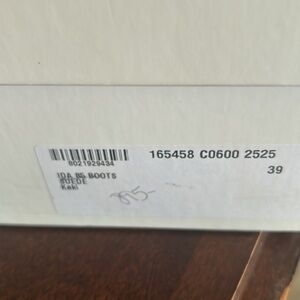 165458 C0600 2525
39
8021929434
IDA 85 BOOTS
SUEDE
Kaki